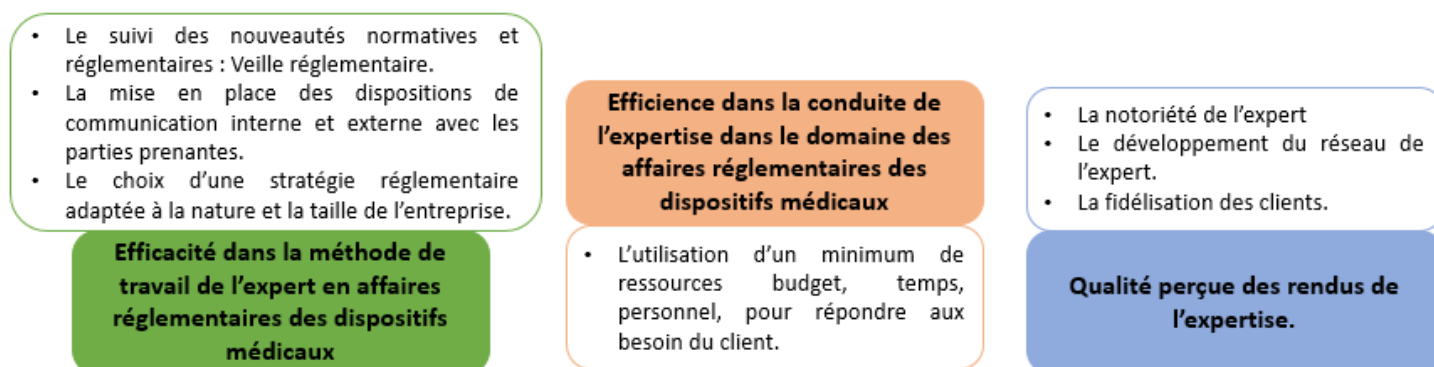 • Le suivi des nouveautés normatives et
réglementaires : Veille réglementaire.
• La mise en place des dispositions de
communication interne et externe avec les
parties prenantes.
• Le choix d’une stratégie réglementaire
adaptée à la nature et la taille de l’entreprise.
Efficacité dans la méthode de
travail de l’expert en affaires
réglementaires des dispositifs
médicaux
Efficience dans la conduite de
l’expertise dans le domaine des
affaires réglementaires des
dispositifs médicaux
• L’utilisation d’un minimum de
ressources budget, temps,
personnel, pour répondre aux
besoin du client.
• La notoriété de l’expert
• Le développement du réseau de
l’expert.
• La fidélisation des clients.
Qualité perçue des rendus de
l’expertise.